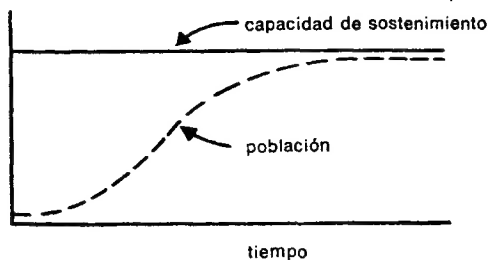 capacidad de sostenimiento
población
tiempo